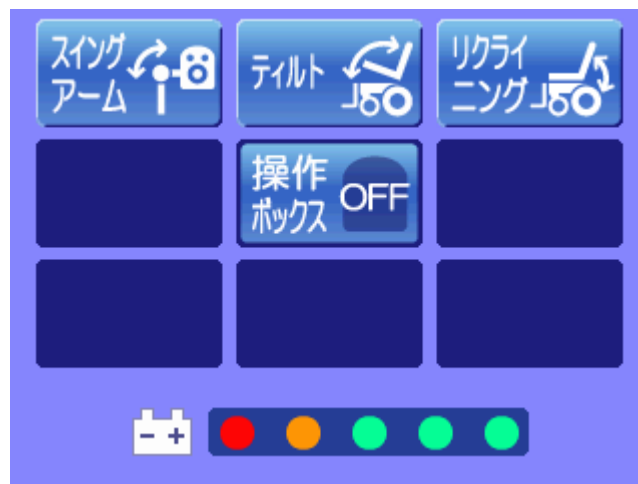 スイング
アーム
ティルト
リクライ
ニング
操作
ボックス
OFF
- +